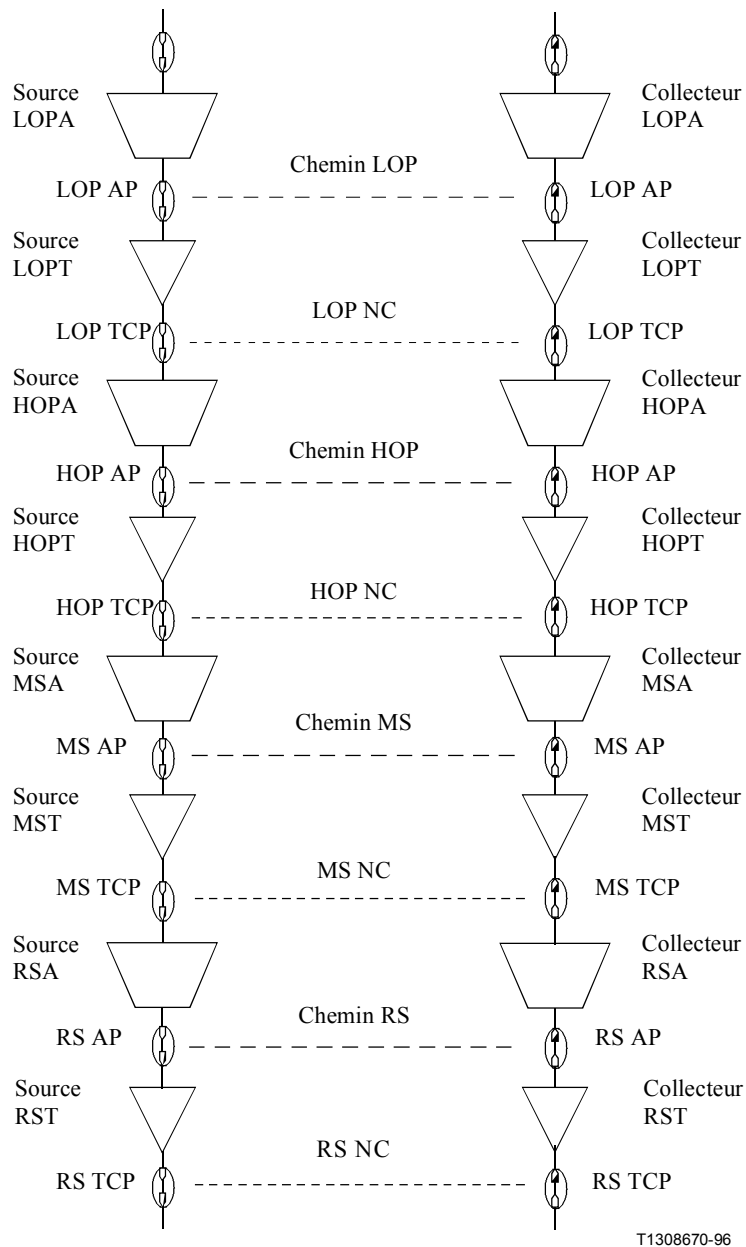 Source
LOPA
Collecteur
LOPA
Chemin LOP
LOP AP
LOP AP
Source
LOPT
Collecteur
LOPT
LOP NC
LOP TCP
LOP TCP
Source
HOPA
Collecteur
HOPA
Chemin HOP
HOP AP
HOP AP
Source
HOPT
Collecteur
HOPT
HOP NC
HOP TCP
HOP TCP
Source
MSA
Collecteur
MSA
Chemin MS
MS AP
MS AP
Source
MST
Collecteur
MST
MS NC
MS TCP
MS TCP
Source
RSA
Collecteur
RSA
Chemin RS
RS AP
RS AP
Source
RST
Collecteur
RST
RS NC
RS TCP
RS TCP
T1308670-96